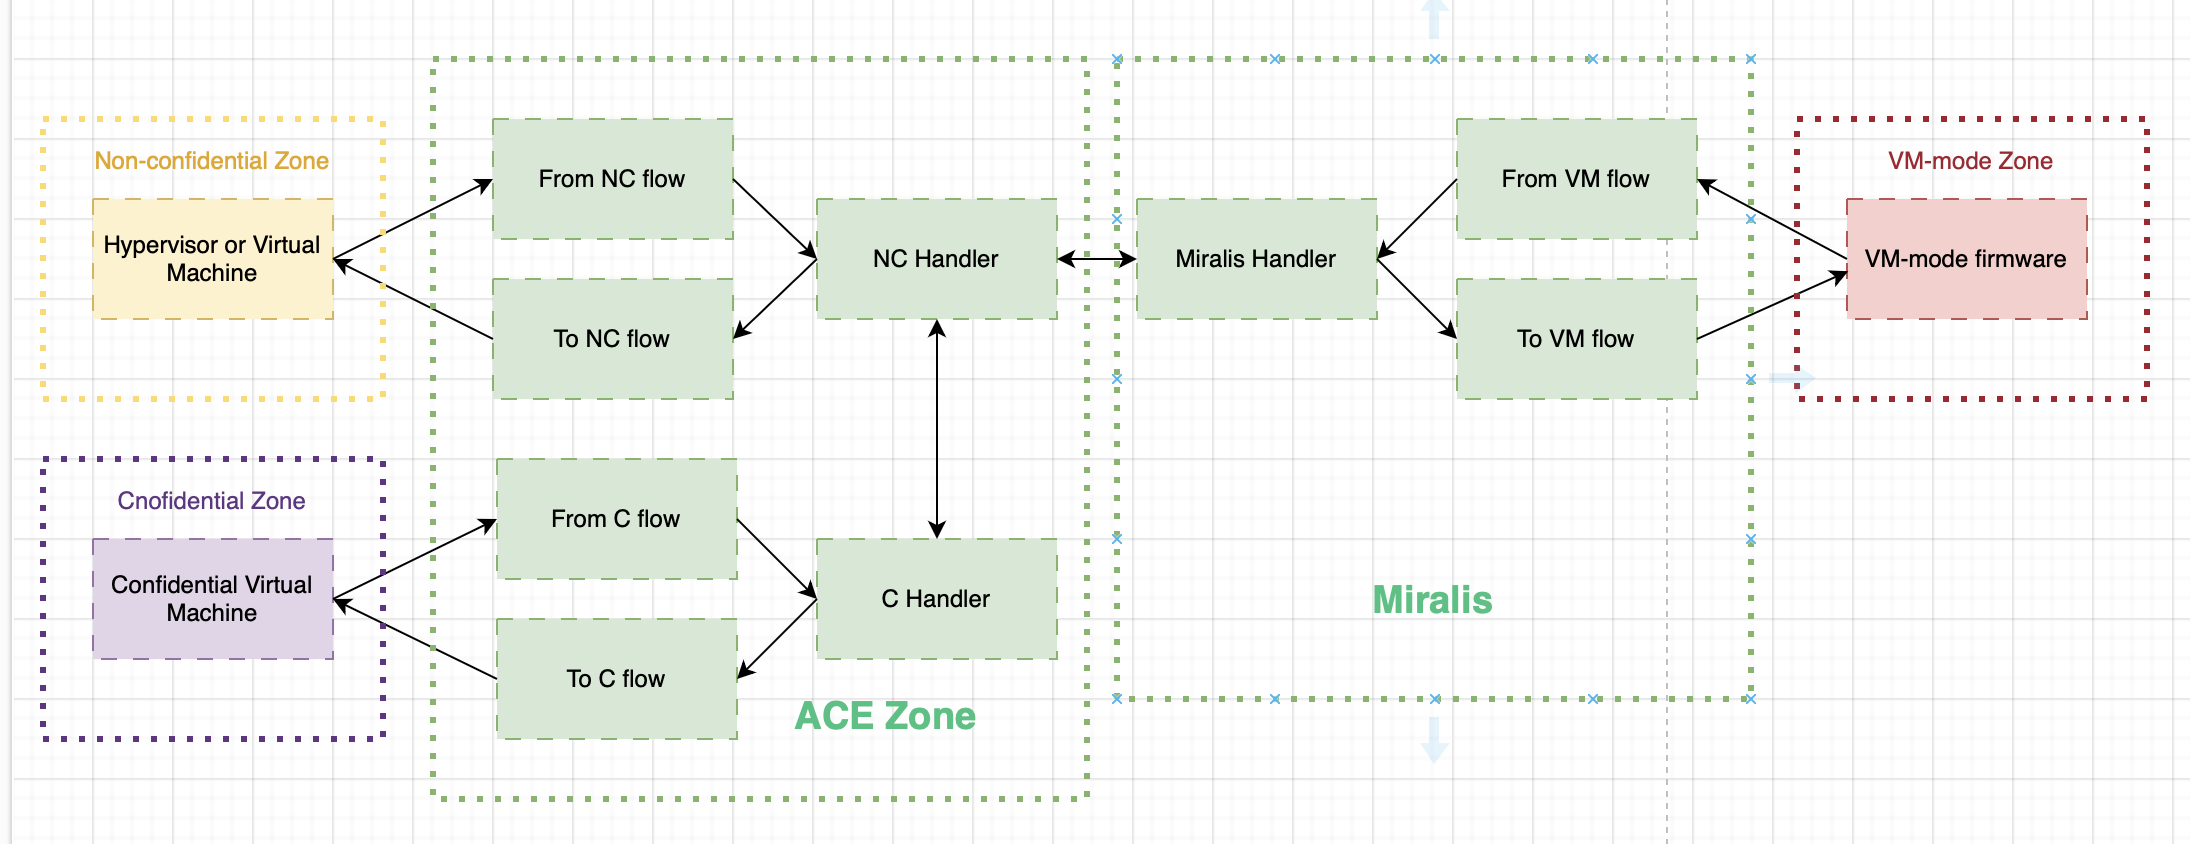 Non-confidential Zone
Hypervisor or Virtual
Machine
Cnofidential Zone
Confidential Virtual
Machine
From NC flow
To NC flow
NC Handler
From C flow
To C flow
C Handler
ACE Zone
Miralis Handler
From VM flow
To VM flow
Miralis
VM-mode Zone
VM-mode firmware